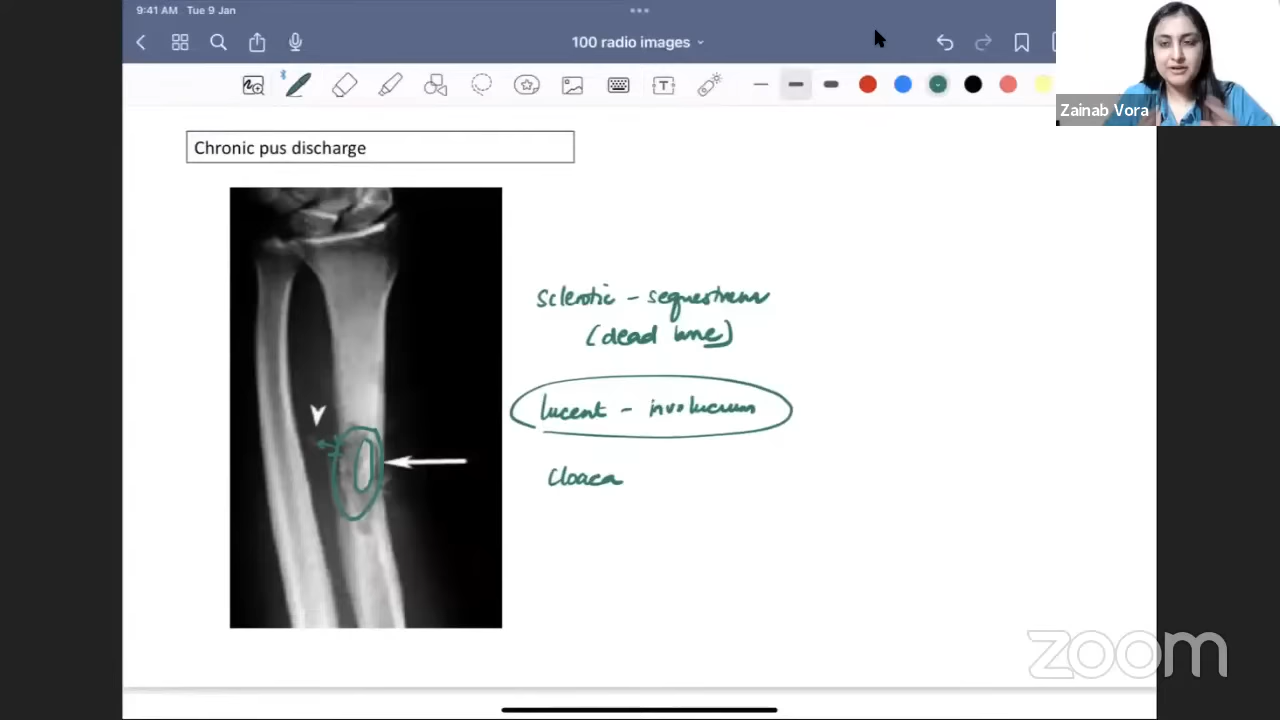 9:41 AM Tue 9 Jan
100 radio images
T
Zainab Vora
Chronic pus discharge
Sclerotic - sequestrum
(dead bone)
lucent - involucrum
Cloaca
zoom